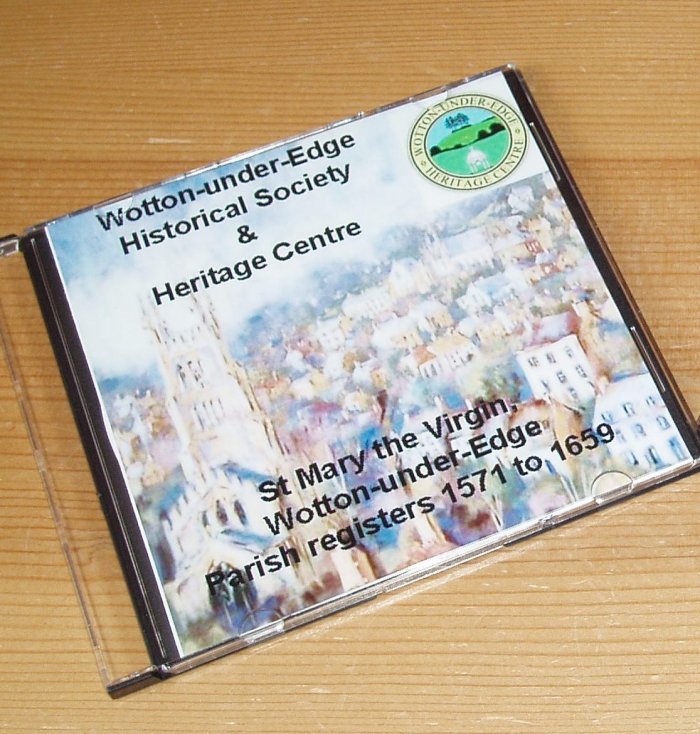 Wotton-under-Edge
Historical Society
&
Heritage Centre
WOTTON-UNDER-EDGE
HERITAGE CENTRE
St Mary the Virgin,
Wotton-under-Edge
Parish registers 1571 to 1659